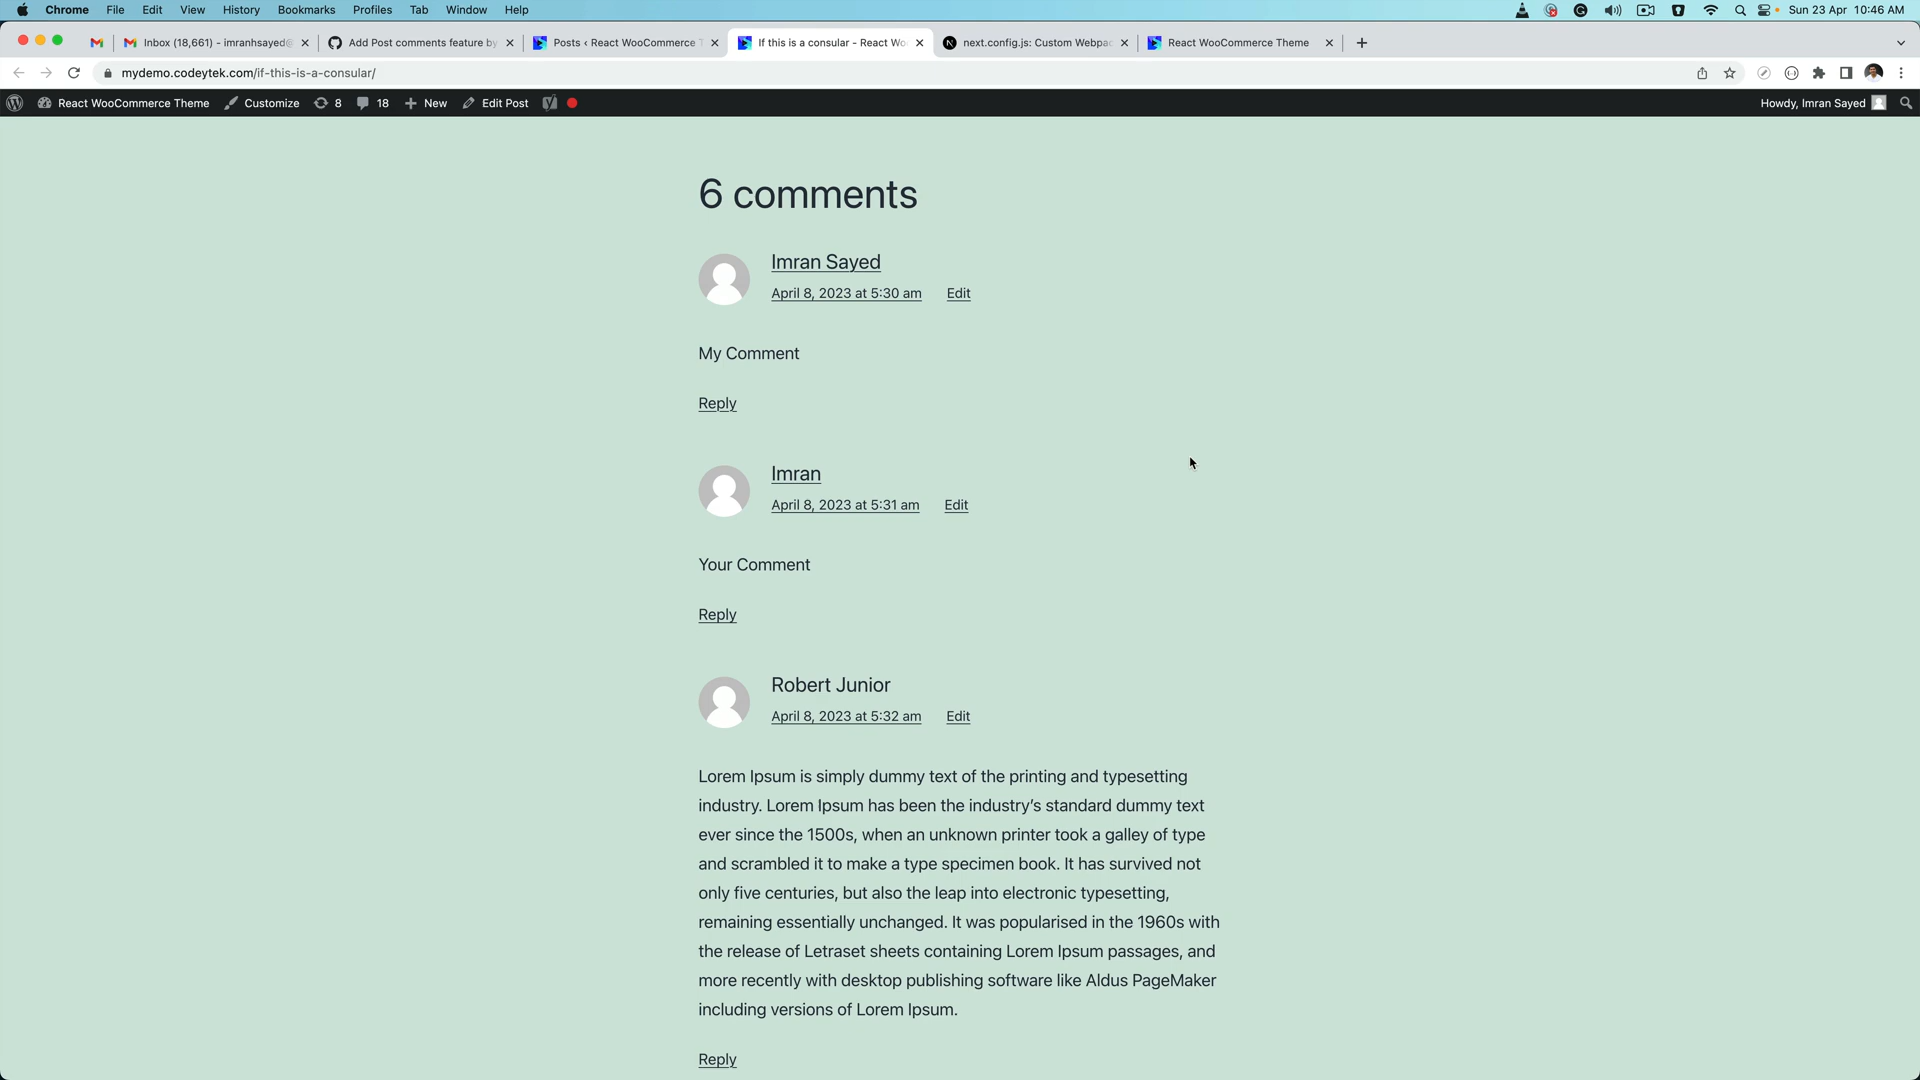 Chrome File Edit View History Bookmarks Profiles Tab Window Help Sun 23 Apr 10:46 AM
Inbox (18,661) - imranhsayed@ Add Post comments feature by Posts ‹ React WooCommerce T If this is a consular - React Wo next.config.js: Custom Webpac React WooCommerce Theme
mydemo.codeytek.com/if-this-is-a-consular/
React WooCommerce Theme Customize 8 18 New Edit Post Howdy, Imran Sayed
6 comments
Imran Sayed
April 8, 2023 at 5:30 am Edit
My Comment
Reply
Imran
April 8, 2023 at 5:31 am Edit
Your Comment
Reply
Robert Junior
April 8, 2023 at 5:32 am Edit
Lorem Ipsum is simply dummy text of the printing and typesetting
industry. Lorem Ipsum has been the industry’s standard dummy text
ever since the 1500s, when an unknown printer took a galley of type
and scrambled it to make a type specimen book. It has survived not
only five centuries, but also the leap into electronic typesetting,
remaining essentially unchanged. It was popularised in the 1960s with
the release of Letraset sheets containing Lorem Ipsum passages, and
more recently with desktop publishing software like Aldus PageMaker
including versions of Lorem Ipsum.
Reply